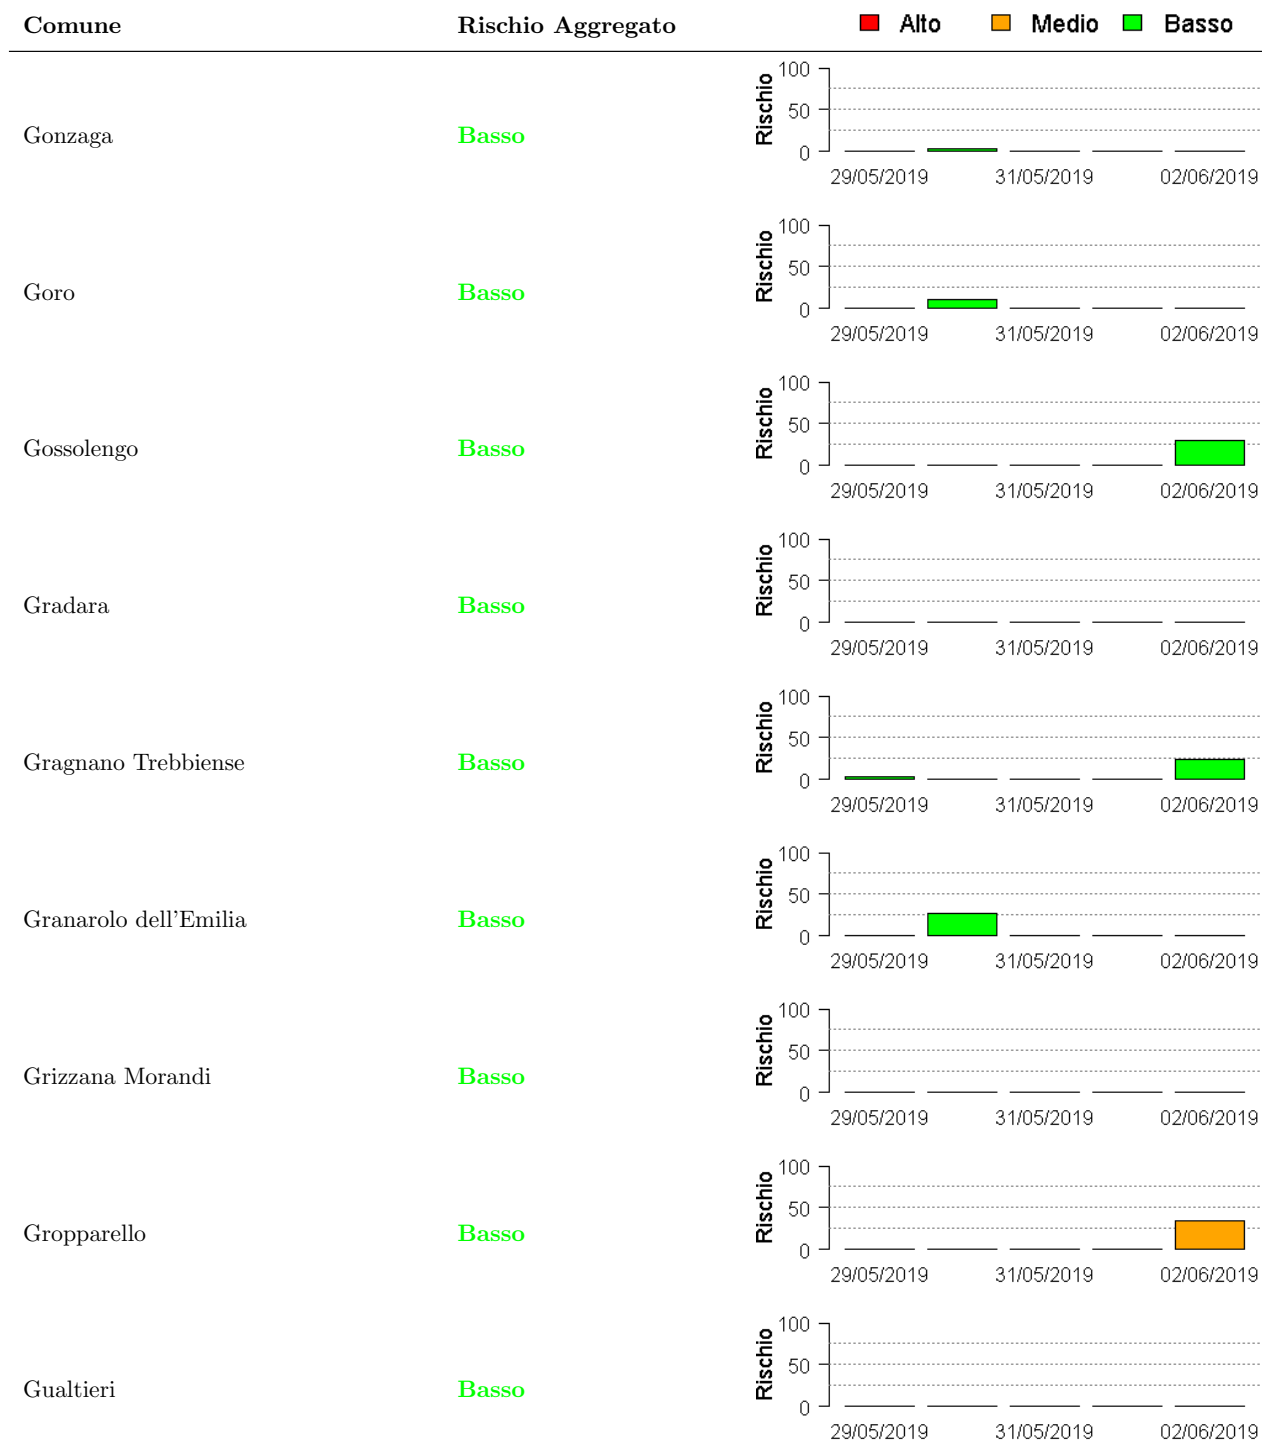 Comune Rischio Aggregato Alto Medio Basso
Gonzaga Basso Rischio 100 50 0
29/05/2019 31/05/2019 02/06/2019
Goro Basso Rischio 100 50 0
29/05/2019 31/05/2019 02/06/2019
Gossolengo Basso Rischio 100 50 0
29/05/2019 31/05/2019 02/06/2019
Gradara Basso Rischio 100 50 0
29/05/2019 31/05/2019 02/06/2019
Gragnano Trebbiense Basso Rischio 100 50 0
29/05/2019 31/05/2019 02/06/2019
Granarolo dell'Emilia Basso Rischio 100 50 0
29/05/2019 31/05/2019 02/06/2019
Grizzana Morandi Basso Rischio 100 50 0
29/05/2019 31/05/2019 02/06/2019
Gropparello Basso Rischio 100 50 0
29/05/2019 31/05/2019 02/06/2019
Gualtieri Basso Rischio 100 50 0
29/05/2019 31/05/2019 02/06/2019